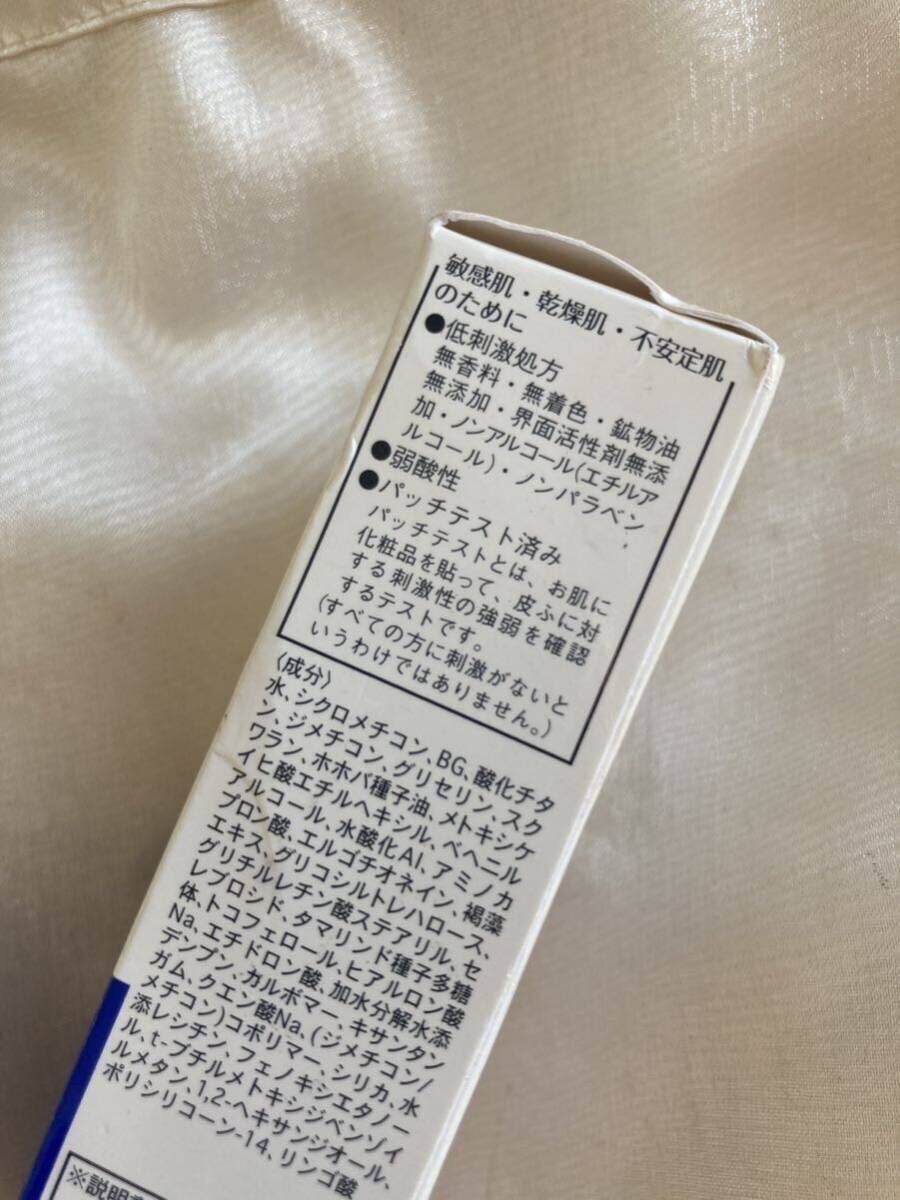 敏感肌・乾燥肌・不安定肌
のために
●低刺激処方
無香料・無着色・鉱物油
無添加・界面活性剤無添
加・ノンアルコール(エチルア
ルコール)・ノンパラベン
●弱酸性
●パッチテスト済み
パッチテストとは、お肌に
化粧品を貼って、皮ふに対
する刺激性の強弱を確認
するテストです。
(すべての方に刺激がないと
いうわけではありません。)
〈成分〉
水、シクロメチコン、BG、酸化チタ
ン、ジメチコン、グリセリン、スク
ワラン、ホホバ種子油、メトキシケ
イヒ酸エチルヘキシル、ベヘニル
アルコール、水酸化Al、アミノカ
プロン酸、エルゴチオネイン、褐藻
エキス、グリコシルトレハロース、
グリチルレチン酸ステアリル、セ
レブロシド、タマリンド種子多糖
体、トコフェロール、ヒアルロン酸
Na、エチドロン酸、加水分解水添
デンプン、カルボマー、キサンタン
ガム、クエン酸Na、(ジメチコン/
メチコン)コポリマー、シリカ、水
添レシチン、フェノキシエタノー
ル、t-ブチルメトキシジベンゾイ
ルメタン、1,2-ヘキサンジオール、
ポリシリコーン-14、リンゴ酸
※説明